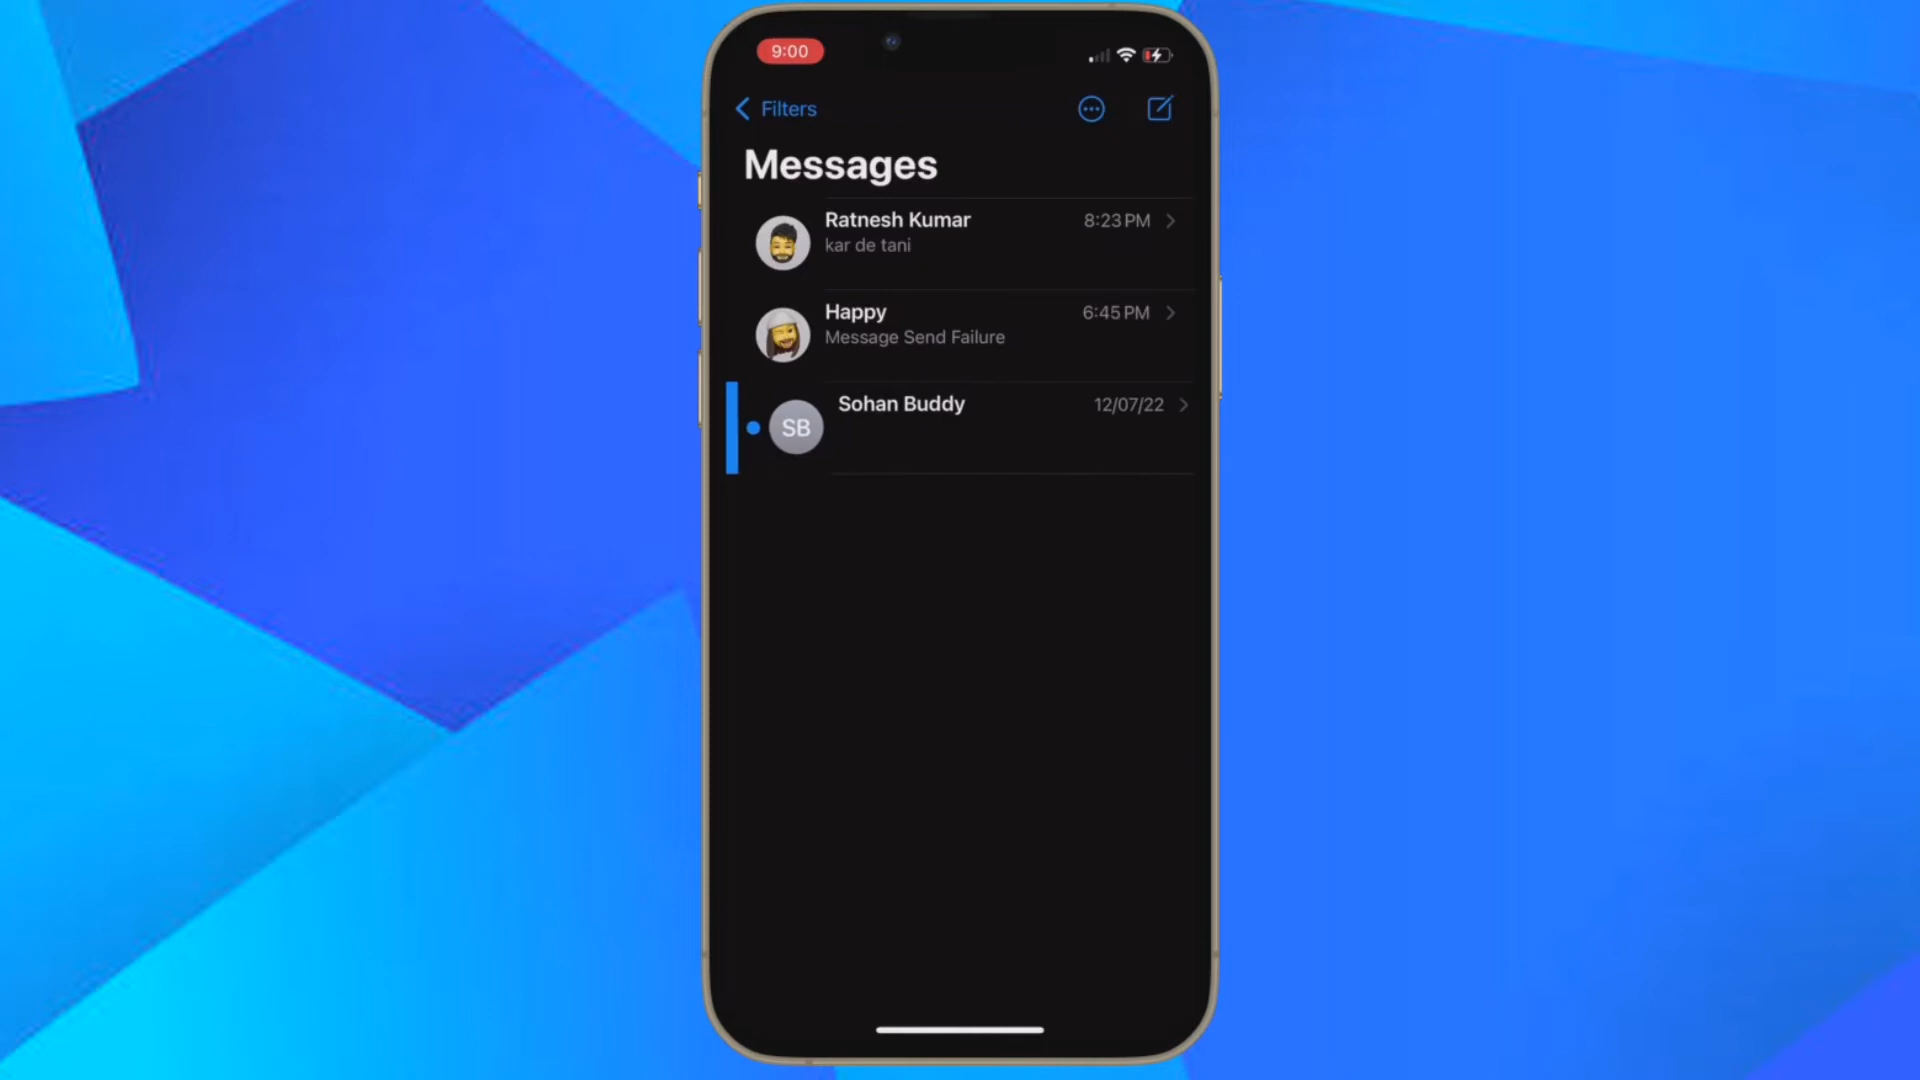 9:00
Filters
Messages
Ratnesh Kumar 8:23 PM
kar de tani
Happy 6:45 PM
Message Send Failure
Sohan Buddy 12/07/22
SB